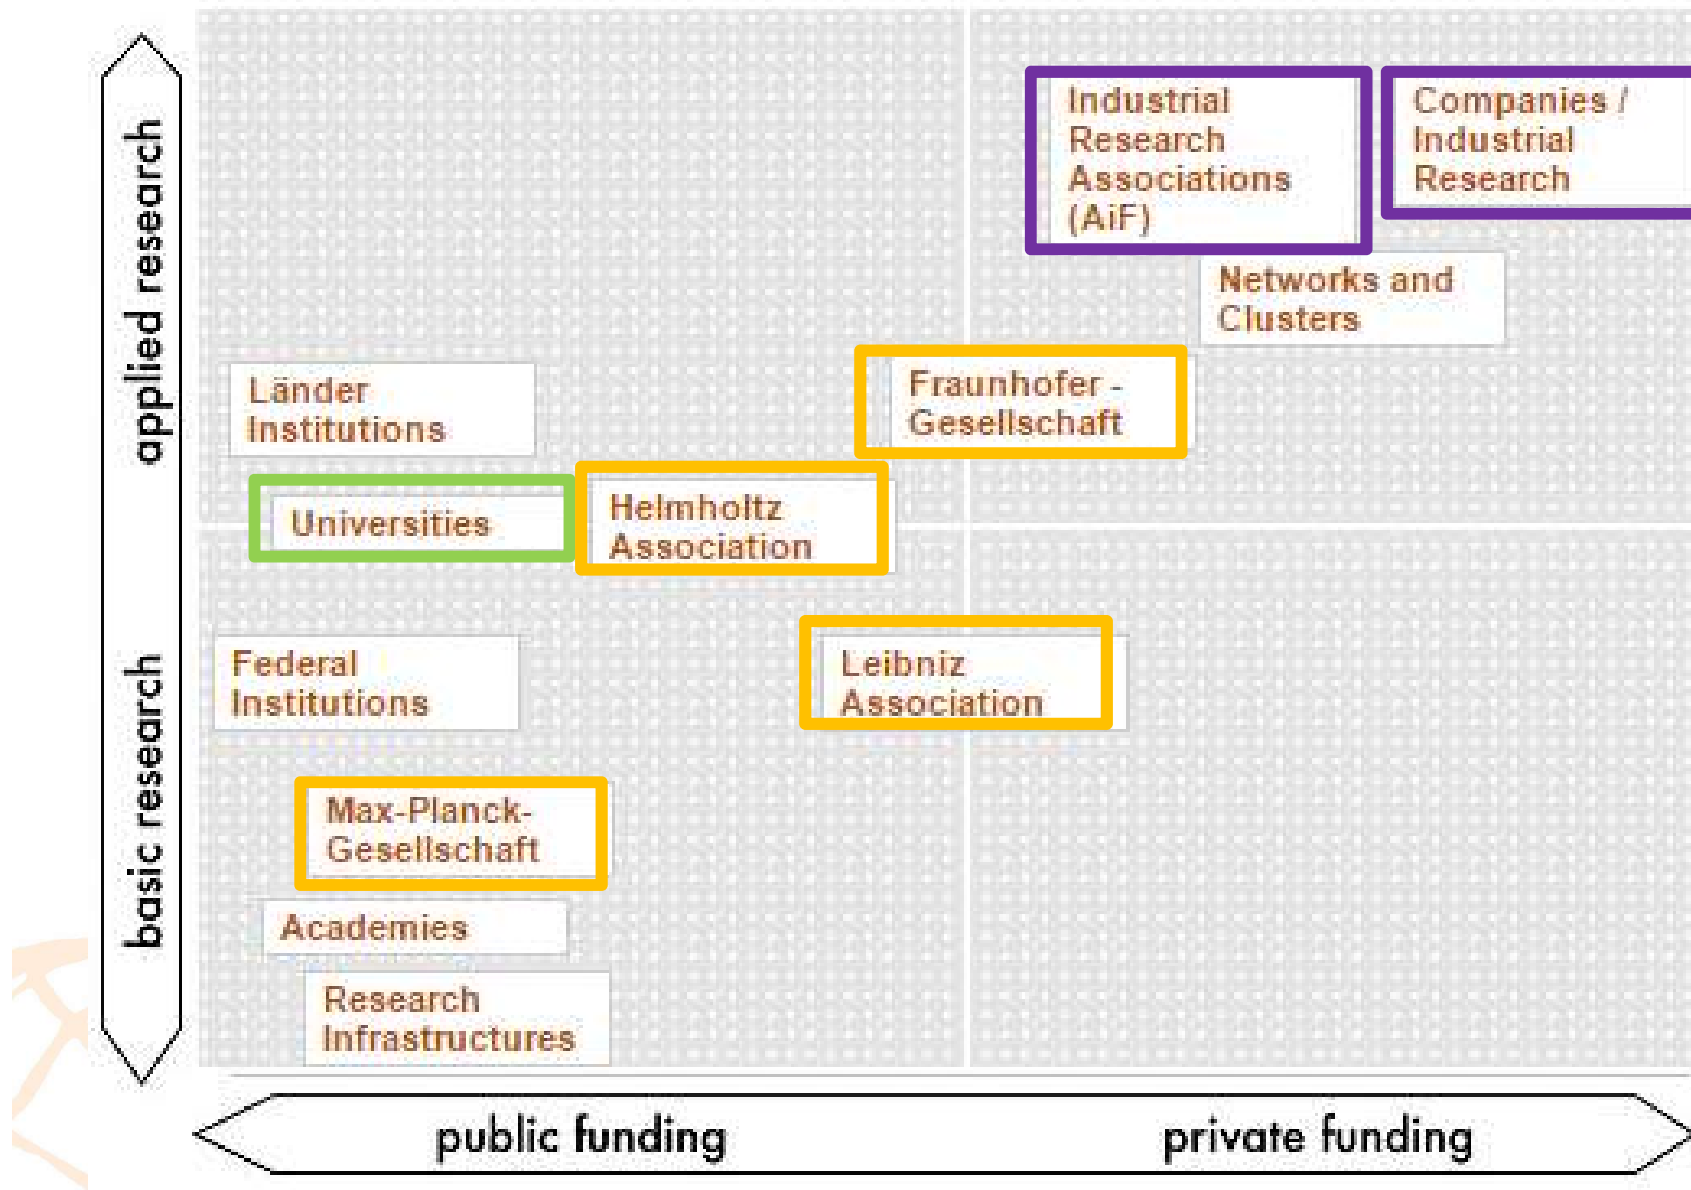 applied research
basic research
Industrial
Research
Associations
(AiF)
Companies /
Industrial
Research
Networks and
Clusters
Länder
Institutions
Fraunhofer -
Gesellschaft
Universities
Helmholtz
Association
Federal
Institutions
Leibniz
Association
Max-Planck-
Gesellschaft
Academies
Research
Infrastructures
public funding
private funding